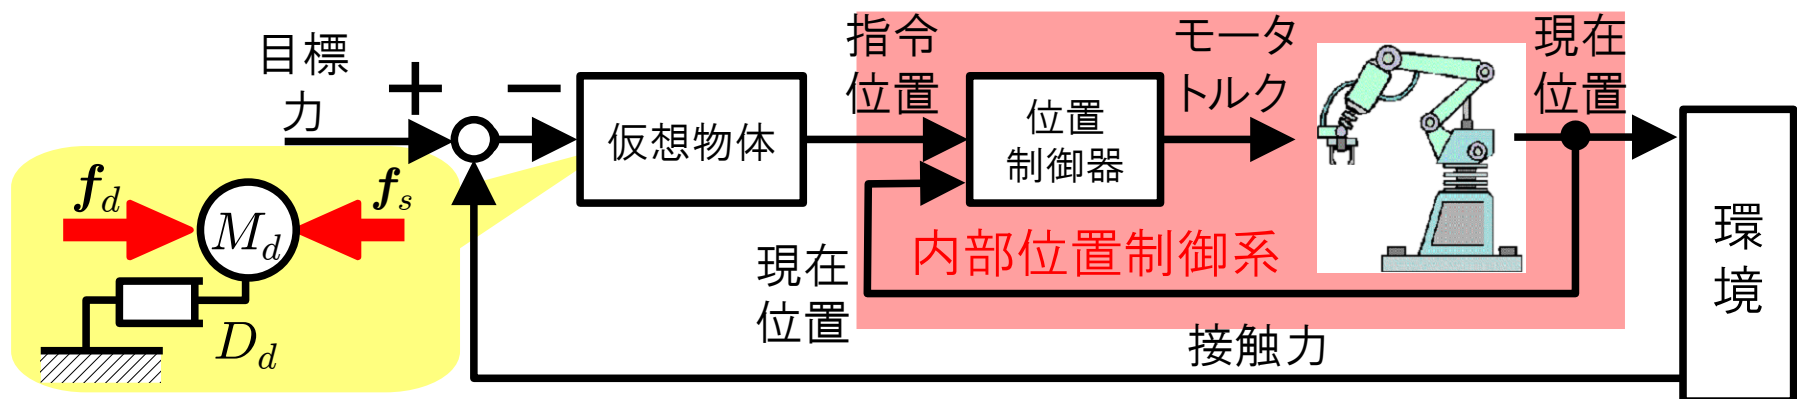 目標
力
+
−
仮想物体
指令
位置
位置
制御器
モータ
トルク
現在
位置
環
境
f_d
f_s
M_d
D_d
現在
位置
内部位置制御系
接触力